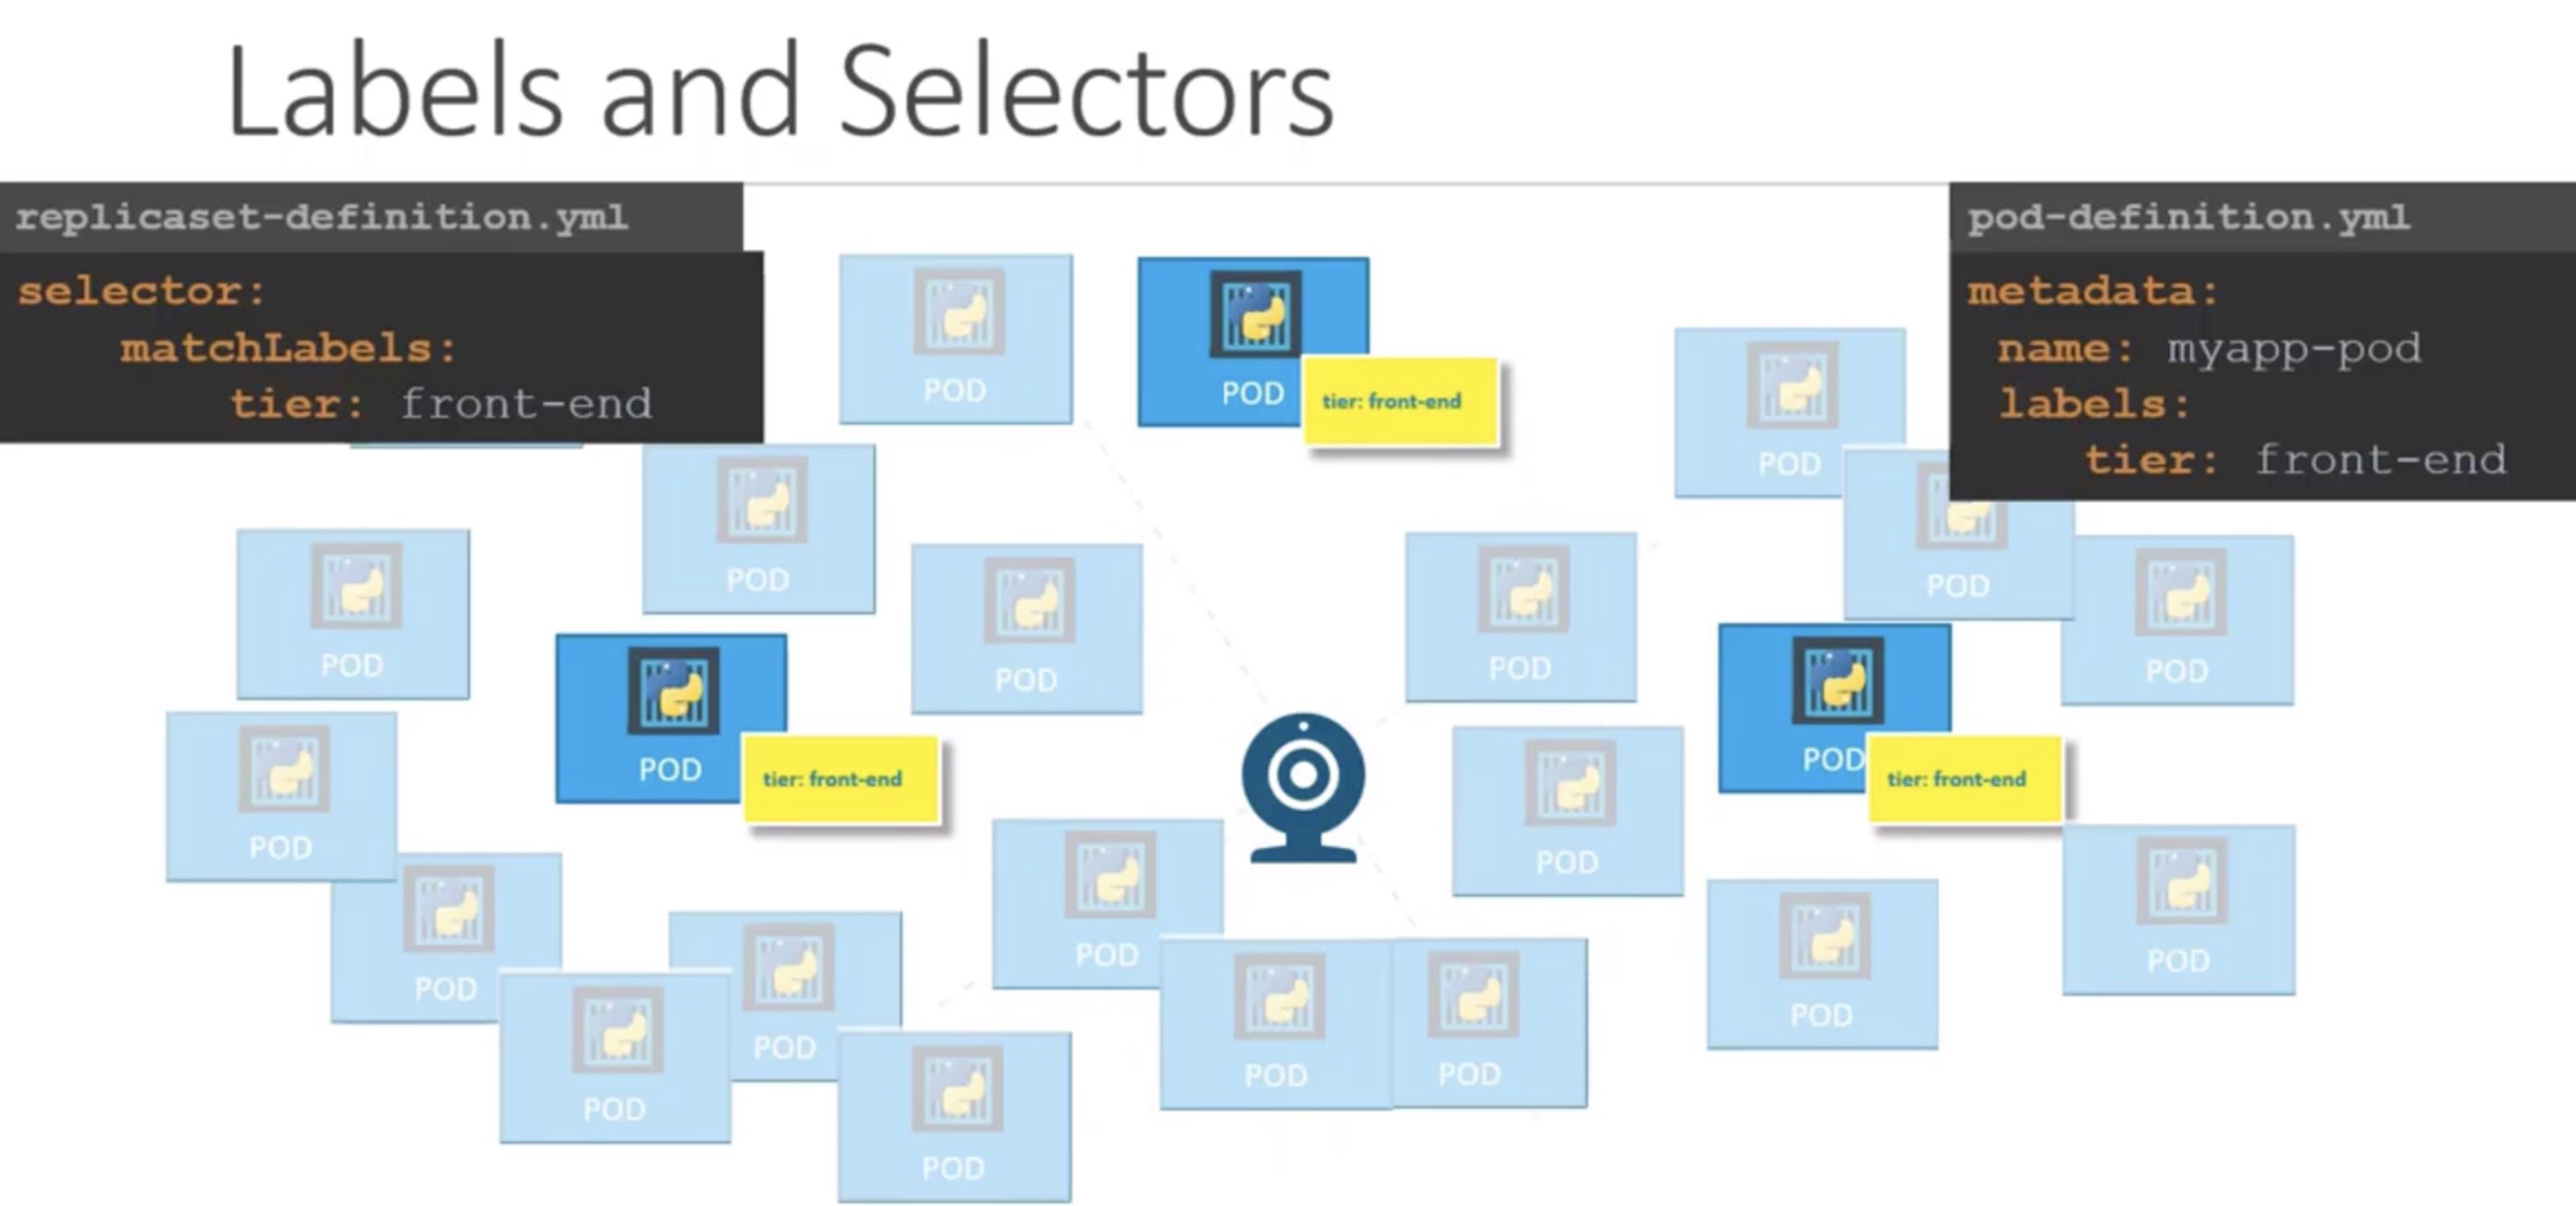 Labels and Selectors
replicaset-definition.yml
selector:
matchLabels:
tier: front-end
pod-definition.yml
metadata:
name: myapp-pod
labels:
tier: front-end
POD
POD
tier: front-end
POD
POD
POD
POD
POD
POD
POD
POD
tier: front-end
POD
tier: front-end
POD
POD
POD
POD
POD
POD
POD
POD
POD
POD
POD